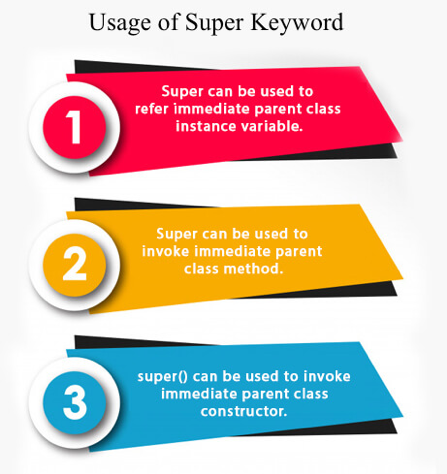 Usage of Super Keyword
1
Super can be used to
refer immediate parent class
instance variable.
2
Super can be used to
invoke immediate parent
class method.
3
super() can be used to invoke
immediate parent class
constructor.